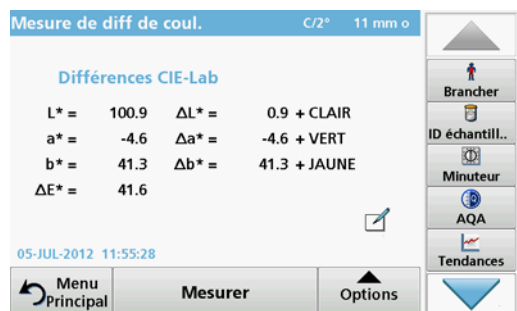 Mesure de diff de coul. C/2° 11 mm o
Différences CIE-Lab
L* = 100.9 ΔL* = 0.9 + CLAIR
a* = -4.6 Δa* = -4.6 + VERT
b* = 41.3 Δb* = 41.3 + JAUNE
ΔE* = 41.6
05-JUL-2012 11:55:28
Menu
Principal
Mesurer
Options
Brancher
ID échantill..
Minuteur
AQA
Tendances